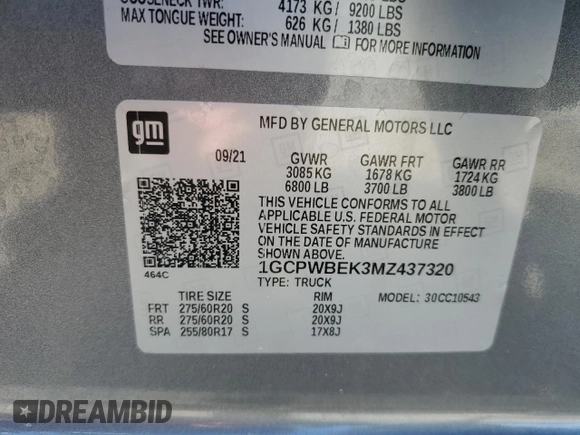 4173 KG/ 9200 LBS
MAX TONGUE WEIGHT: 626 KG/ 1380 LBS
SEE OWNER'S MANUAL FOR MORE INFORMATION
gm
MFD BY GENERAL MOTORS LLC
09/21 GVWR GAWR FRT GAWR RR
3085 KG 1678 KG 1724 KG
6800 LB 3700 LB 3800 LB
THIS VEHICLE CONFORMS TO ALL
APPLICABLE U.S. FEDERAL MOTOR
VEHICLE SAFETY STANDARDS IN EFFECT
ON THE DATE OF MANUFACTURE SHOWN ABOVE.
464C
1GCPWBEK3MZ437320
TYPE: TRUCK MODEL: 30CC10543
TIRE SIZE RIM
FRT 275/60R20 S 20X9J
RR 275/60R20 S 20X9J
SPA 255/80R17 S 17X8J
DREAMBID